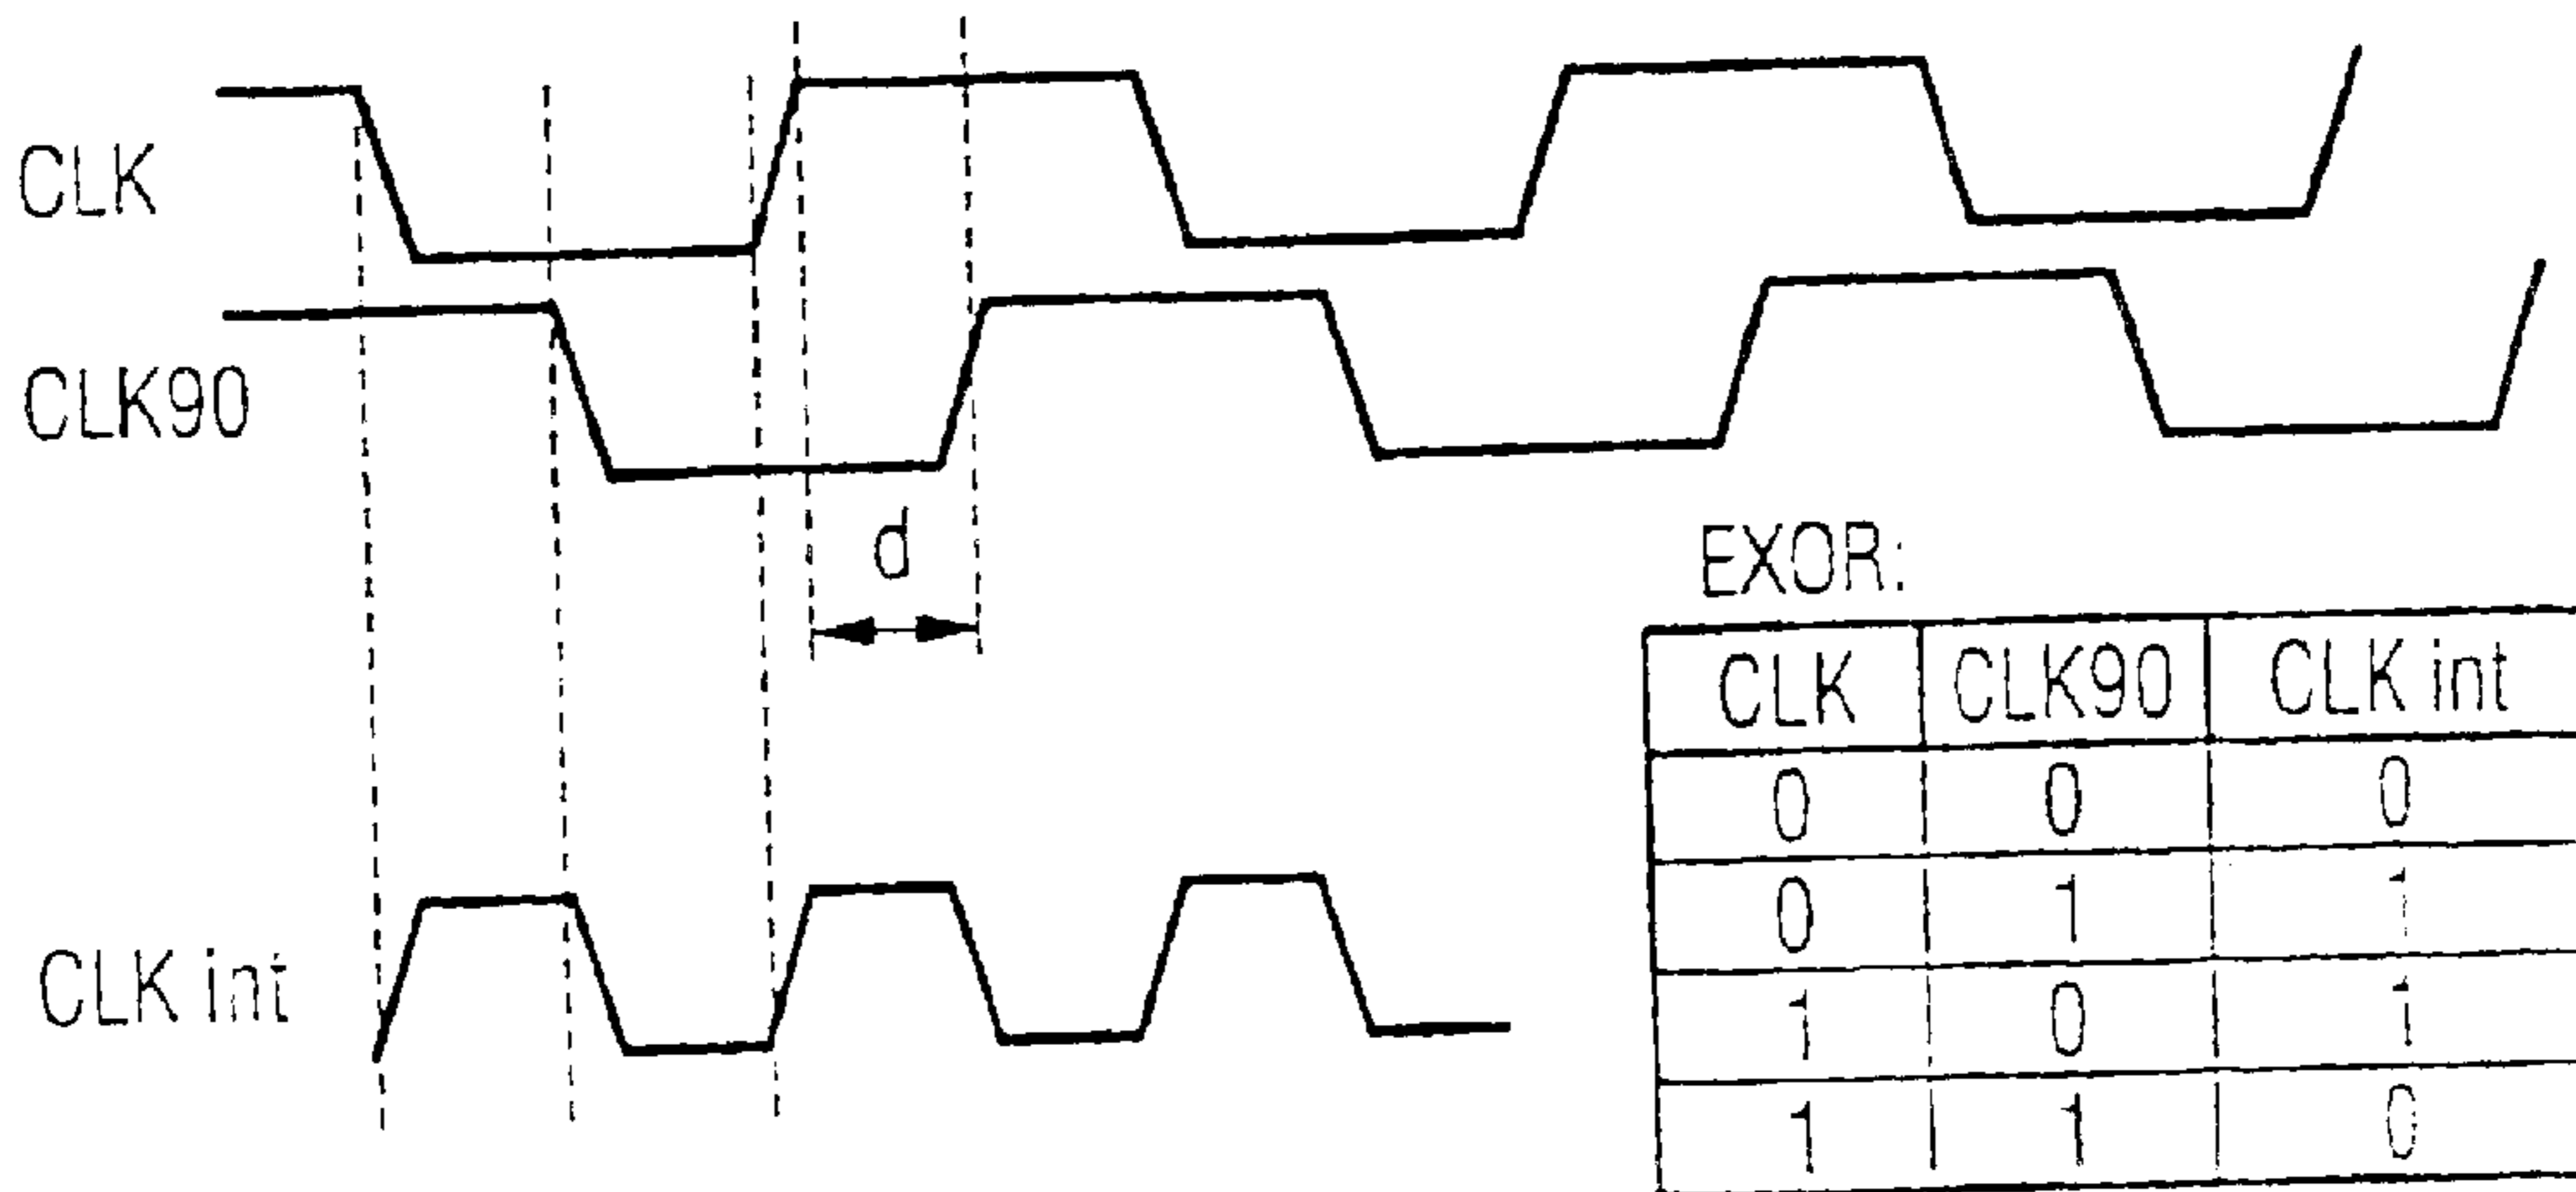 CLK
CLK90
d
CLK int
EXOR:
CLK CLK90 CLK int
0 0 0
0 1 1
1 0 1
1 1 0